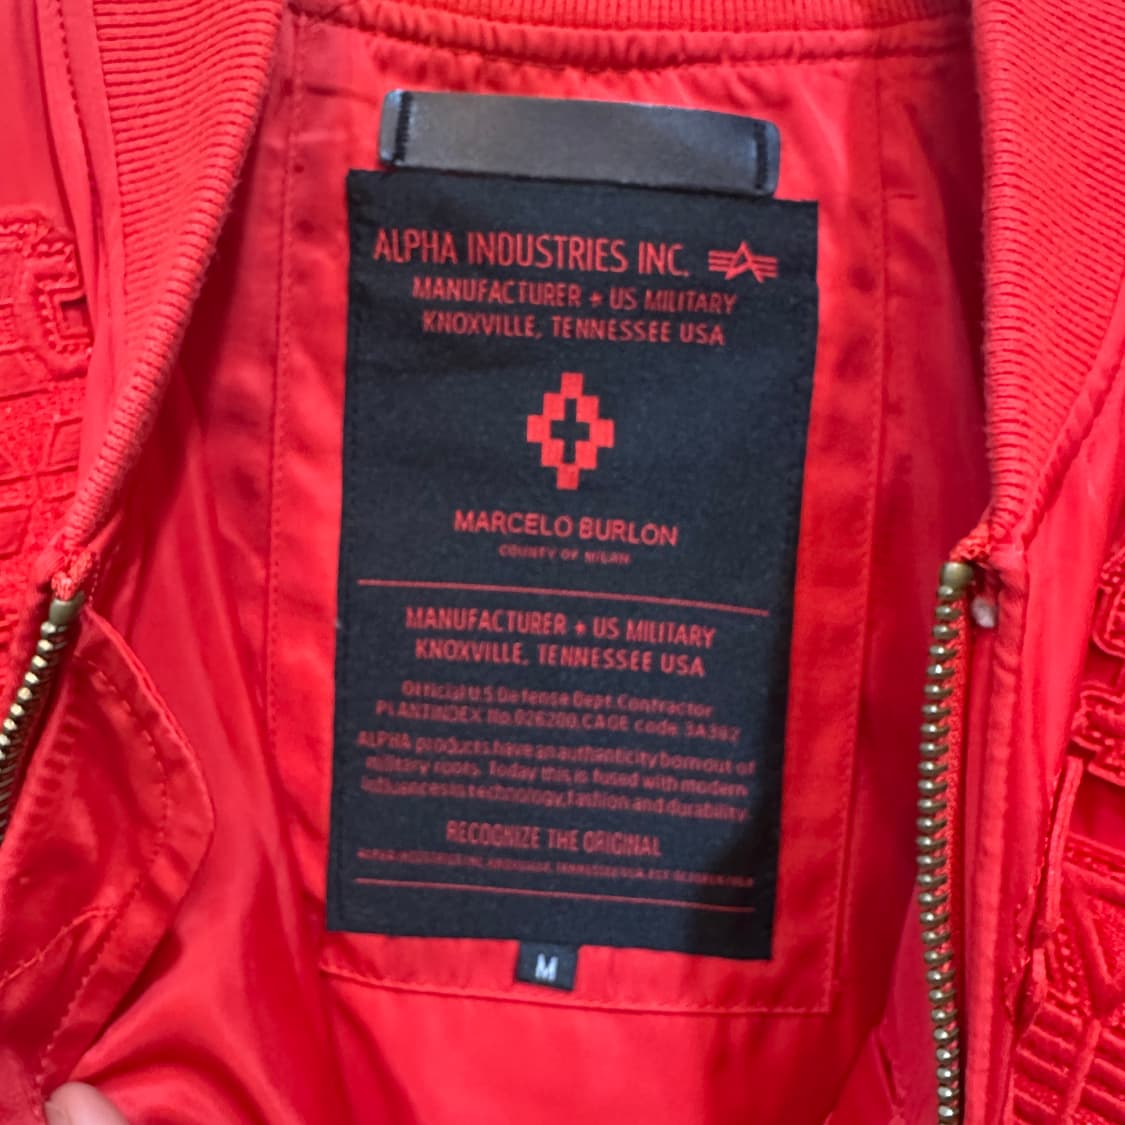 ALPHA INDUSTRIES INC.
MANUFACTURER + US MILITARY
KNOXVILLE, TENNESSEE USA
MARCELO BURLON
COUNTY OF MILAN
MANUFACTURER + US MILITARY
KNOXVILLE, TENNESSEE USA
Official U S Defense Dept Contractor
PLANTINDEX No. 026200, CAGE code 3A382
ALPHA products have an authenticity born out of
military roots. Today this is fused with modern
influences in technology, fashion and durability.
RECOGNIZE THE ORIGINAL
M